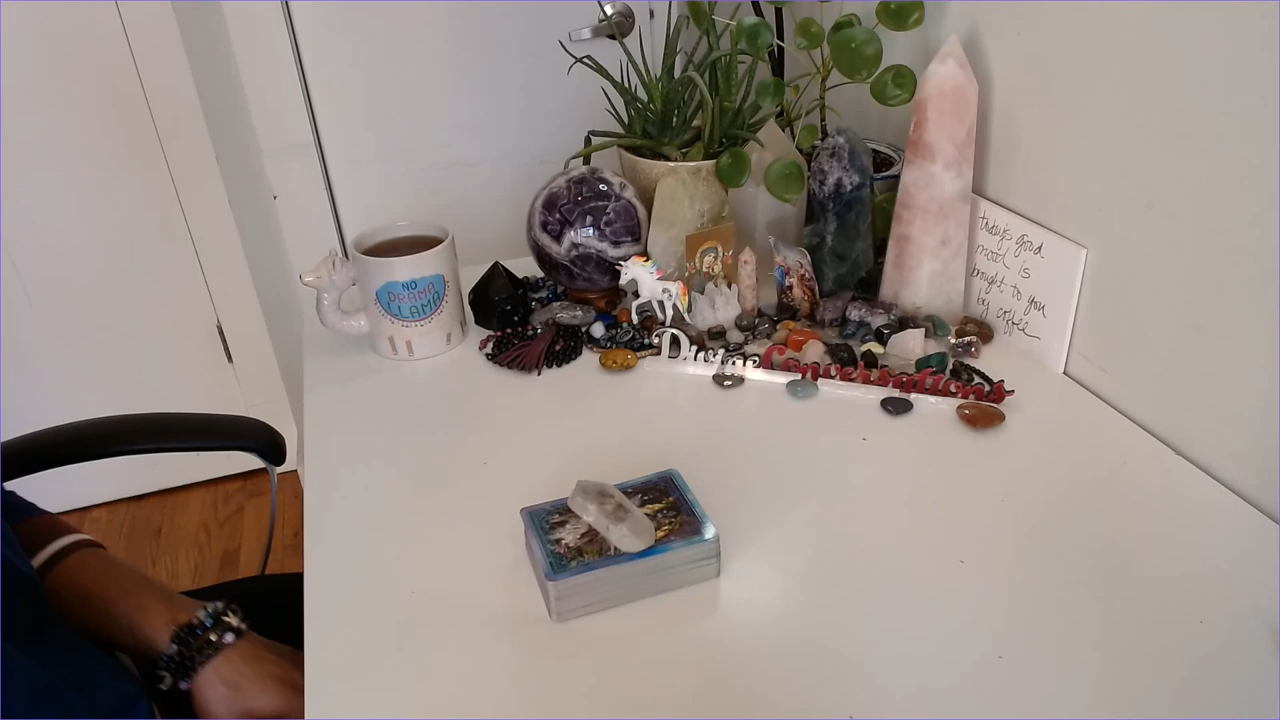 NO
DRAMA
LLAMA
Divine Conversations
today's good
mood is
brought to you
by coffee